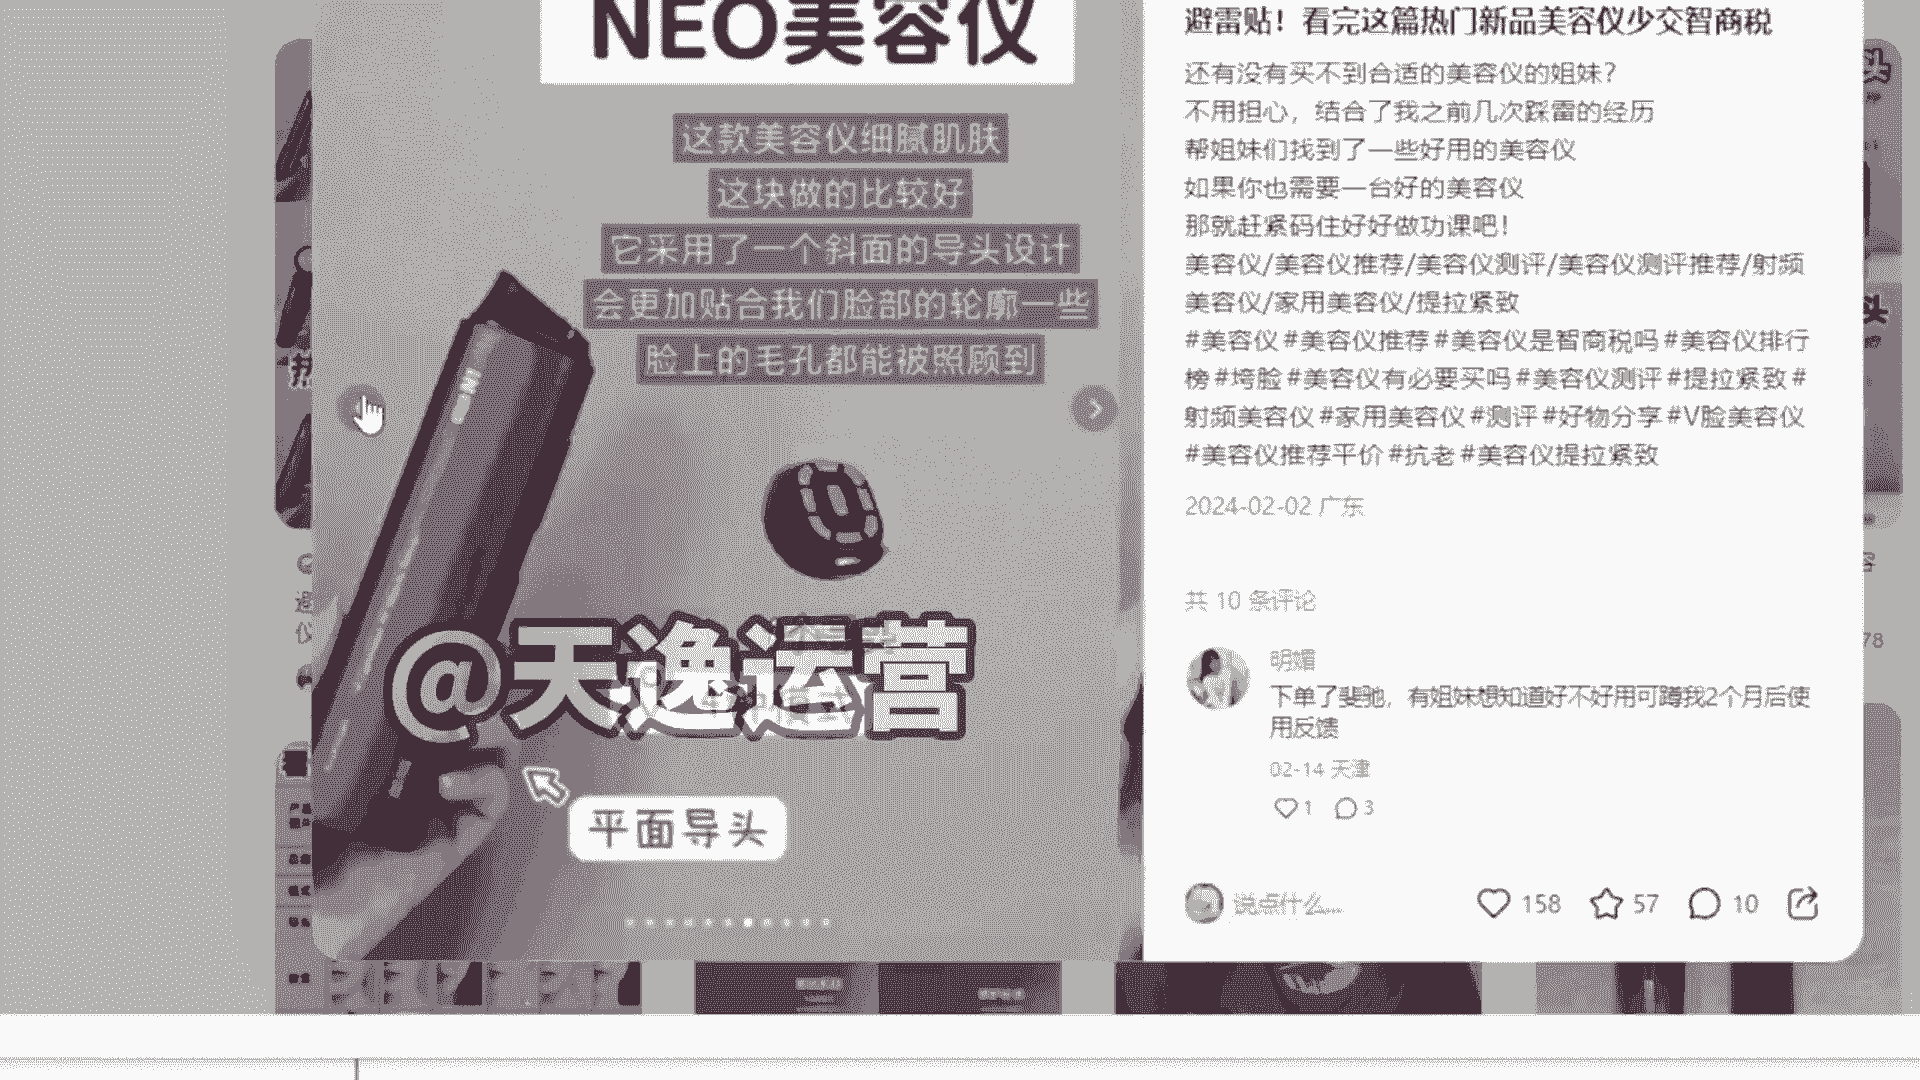 NEO美容仪
这款美容仪细腻肌肤
这块做的比较好
它采用了一个斜面的导头设计
会更加贴合我们脸部的轮廓一些
脸上的毛孔都能被照顾到
@天逸运营
平面导头
避雷贴！看完这篇热门新品美容仪少交智商税
还有没有买不到合适的美容仪的姐妹？
不用担心，结合了我之前几次踩雷的经历
帮姐妹们找到了一些好用的美容仪
如果你也需要一台好的美容仪
那就赶紧码住好好做功课吧！
美容仪/美容仪推荐/美容仪测评/美容仪测评推荐/射频
美容仪/家用美容仪/提拉紧致
#美容仪#美容仪推荐#美容仪是智商税吗#美容仪排行
榜#垮脸#美容仪有必要买吗#美容仪测评#提拉紧致#
射频美容仪#家用美容仪#测评#好物分享#V脸美容仪
#美容仪推荐平价#抗老#美容仪提拉紧致
2024-02-02 广东
共 10 条评论
明媚
下单了斐驰，有姐妹想知道好不好用可蹲我2个月后使
用反馈
02-14 天津
1 3
说点什么...
158 57 10
78